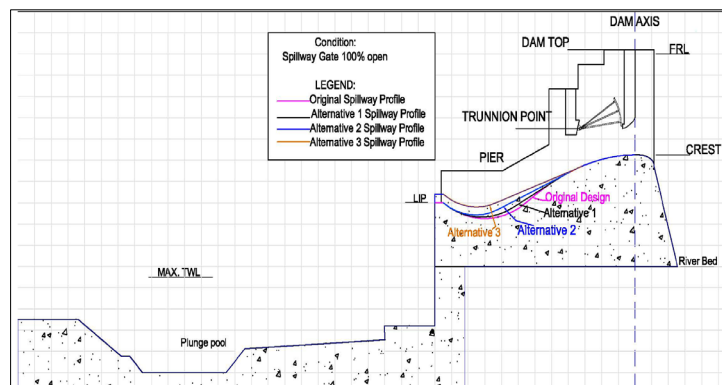 DAM AXIS
Condition:
Spillway Gate 100% open
LEGEND:
Original Spillway Profile
Alternative 1 Spillway Profile
Alternative 2 Spillway Profile
Alternative 3 Spillway Profile
DAM TOP
FRL
TRUNNION POINT
PIER
CREST
LIP
Original Design
Alternative 1
Alternative 2
Alternative 3
River Bed
MAX. TWL
Plunge pool